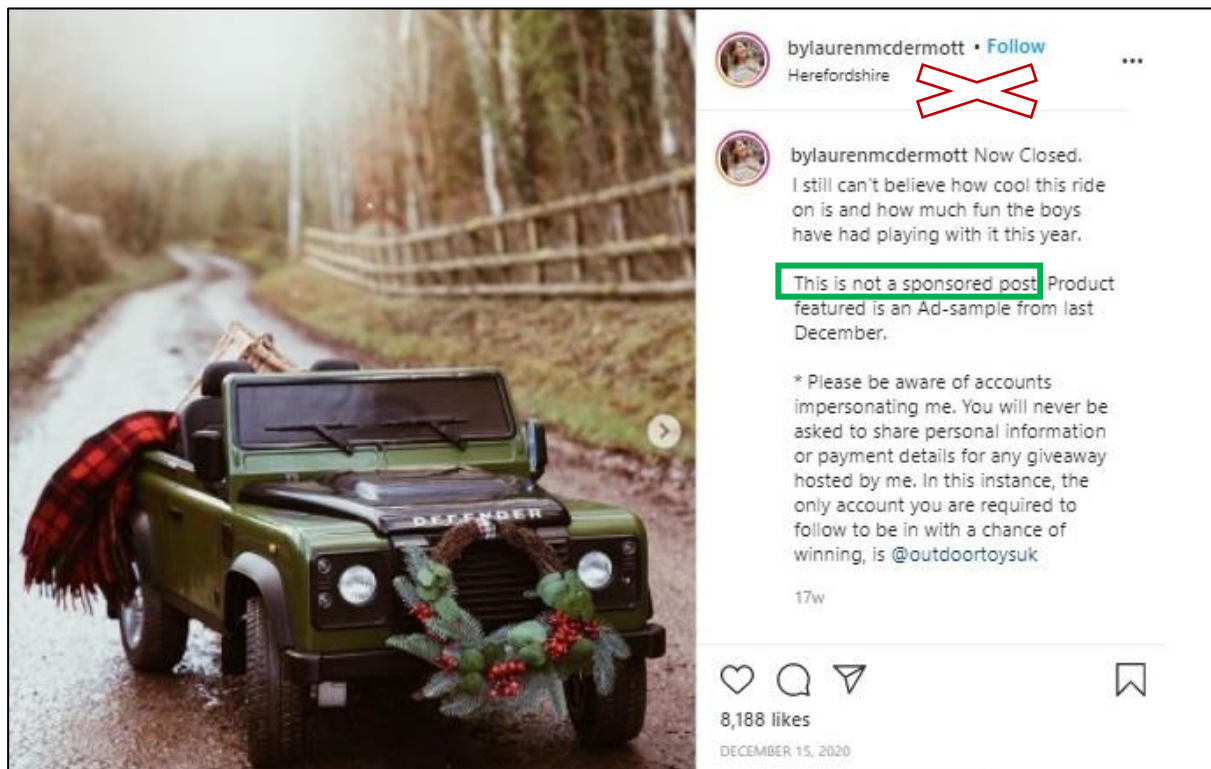 bylaurenmcdermott • Follow
Herefordshire
bylaurenmcdermott Now Closed.
I still can't believe how cool this ride
on is and how much fun the boys
have had playing with it this year.
This is not a sponsored post Product
featured is an Ad-sample from last
December.
* Please be aware of accounts
impersonating me. You will never be
asked to share personal information
or payment details for any giveaway
hosted by me. In this instance, the
only account you are required to
follow to be in with a chance of
winning, is @outdoortoysuk
17w
8,188 likes
DECEMBER 15, 2020
DEFENDER